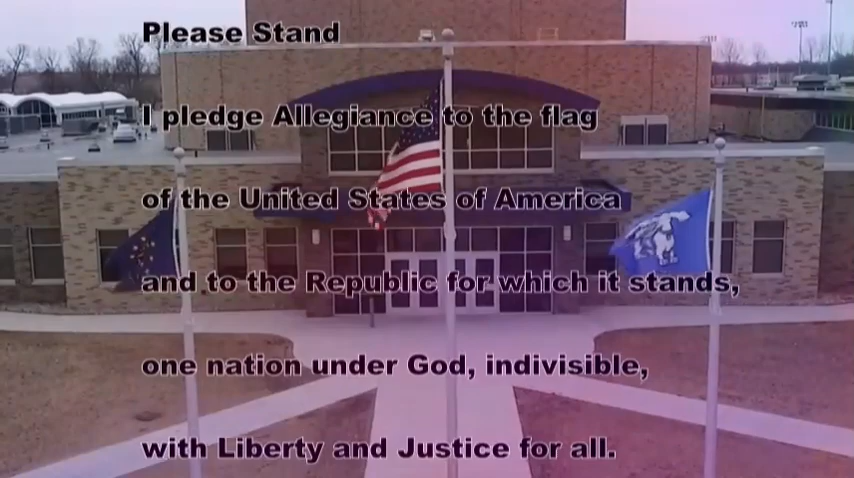 Please Stand
I pledge Allegiance to the flag
of the United States of America
and to the Republic for which it stands,
one nation under God, indivisible,
with Liberty and Justice for all.